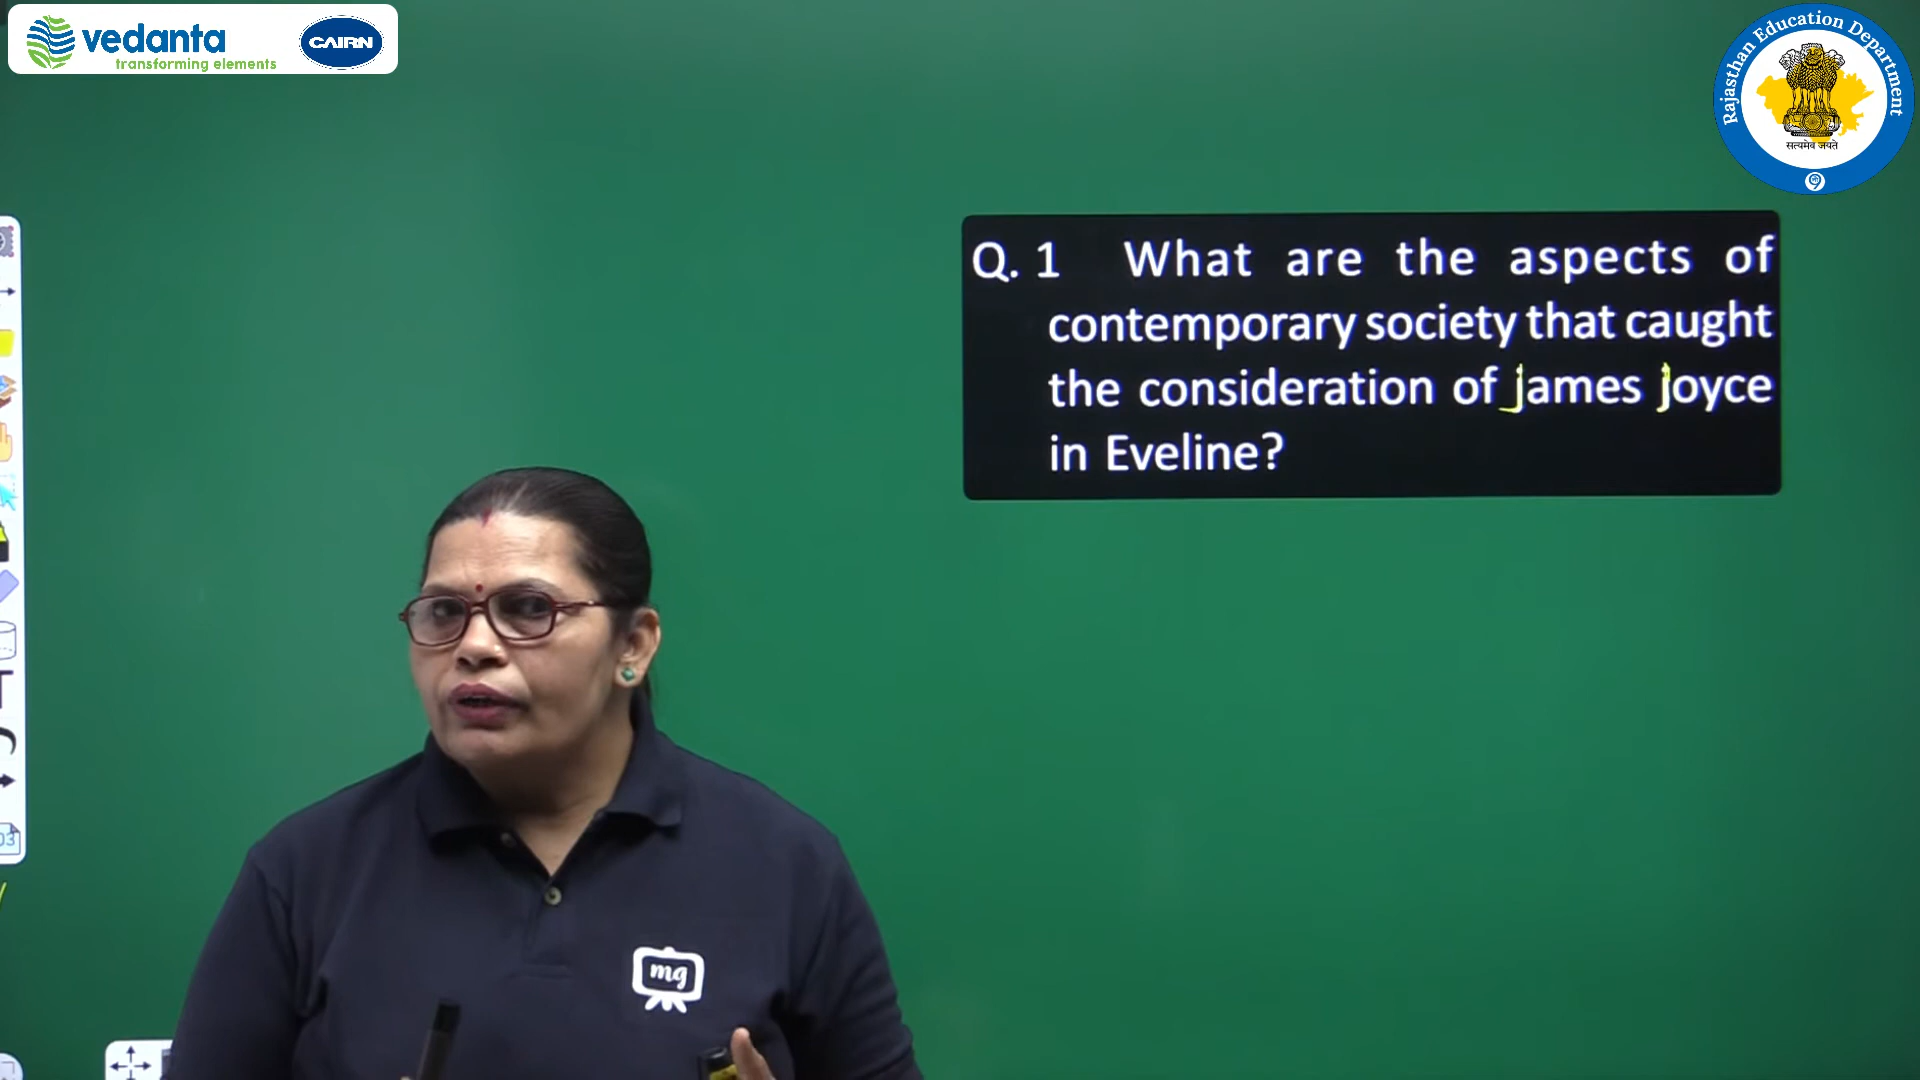 vedanta
transforming elements
CAIRN
Rajasthan Education Department
सत्यमेव जयते
Q. 1 What are the aspects of
contemporary society that caught
the consideration of james joyce
in Eveline?
mg
T
03